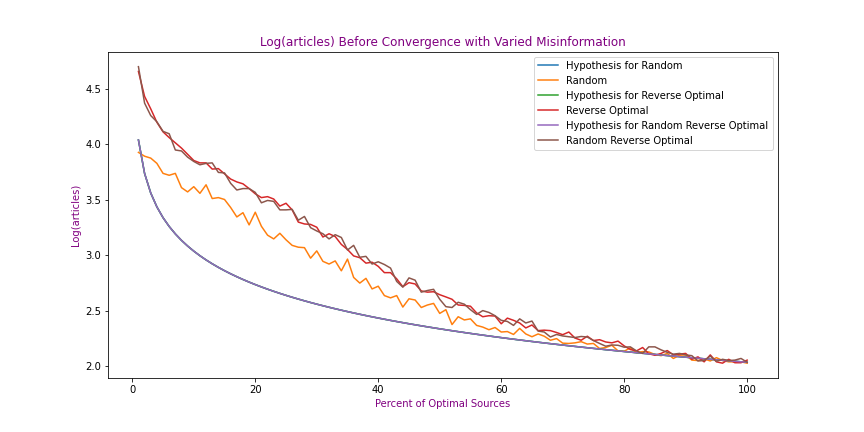 Log(articles) Before Convergence with Varied Misinformation
Hypothesis for Random
Random
Hypothesis for Reverse Optimal
Reverse Optimal
Hypothesis for Random Reverse Optimal
Random Reverse Optimal
Log(articles)
4.5
4.0
3.5
3.0
2.5
2.0
0 20 40 60 80 100
Percent of Optimal Sources